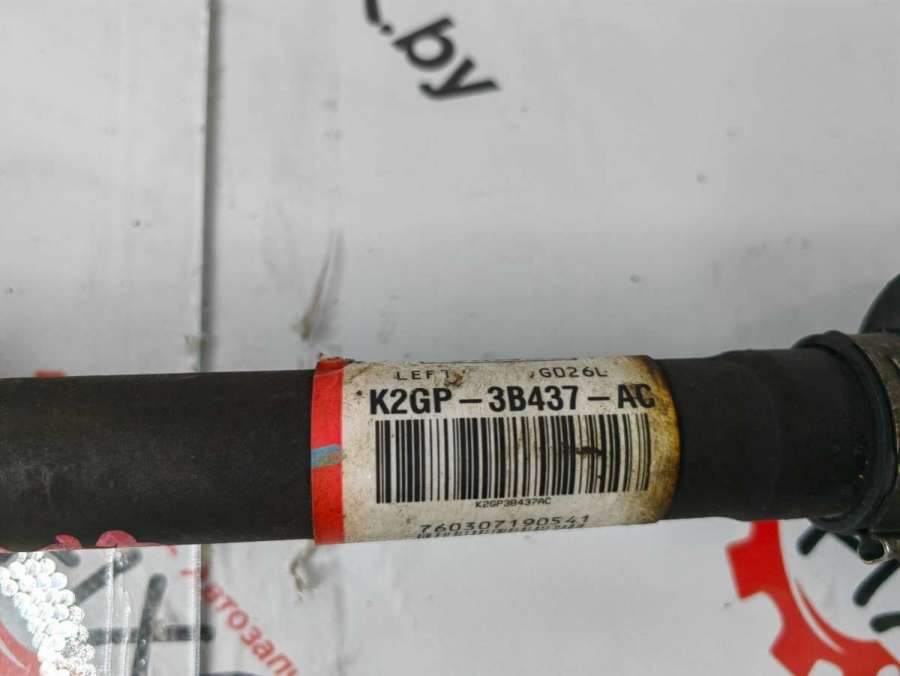 .by
LEFT GD26L
K2GP-3B437-AC
K2GP3B437AC
760307190541